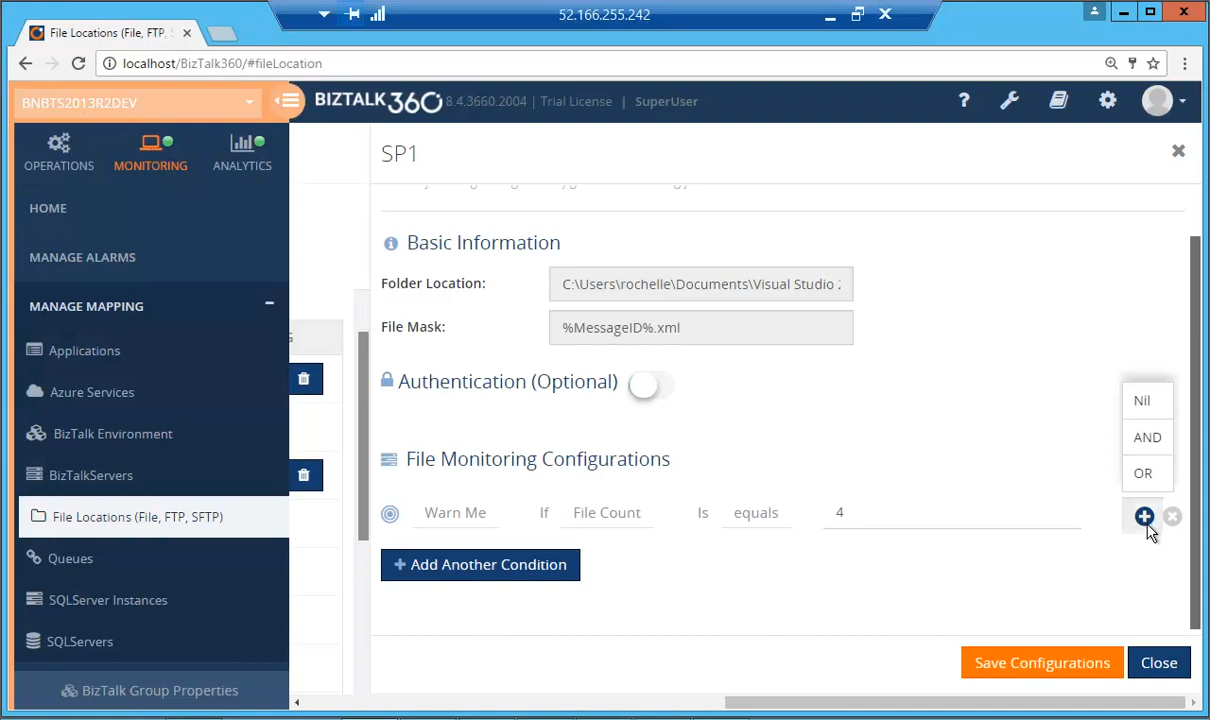 52.166.255.242
File Locations (File, FTP, S
localhost/BizTalk360/#fileLocation
BNBTS2013R2DEV
BIZTALK360 8.4.3660.2004 | Trial License | SuperUser
OPERATIONS
MONITORING
ANALYTICS
SP1
HOME
MANAGE ALARMS
MANAGE MAPPING
Applications
Azure Services
BizTalk Environment
BizTalkServers
File Locations (File, FTP, SFTP)
Queues
SQLServer Instances
SQLServers
BizTalk Group Properties
Basic Information
Folder Location:
C:\Users\rochelle\Documents\Visual Studio 2
File Mask:
%MessageID%.xml
Authentication (Optional)
Nil
AND
OR
File Monitoring Configurations
Warn Me If File Count Is equals 4
+ Add Another Condition
Save Configurations
Close